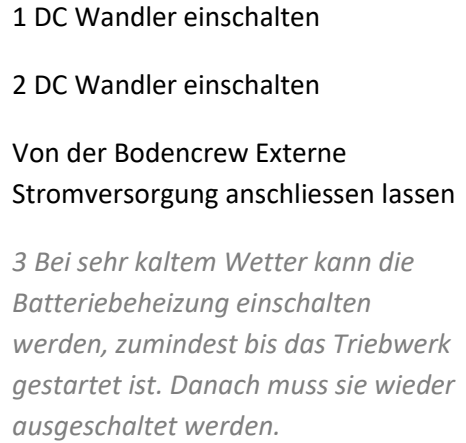 1 DC Wandler einschalten
2 DC Wandler einschalten
Von der Bodencrew Externe
Stromversorgung anschliessen lassen
3 Bei sehr kaltem Wetter kann die
Batteriebeheizung einschalten
werden, zumindest bis das Triebwerk
gestartet ist. Danach muss sie wieder
ausgeschaltet werden.